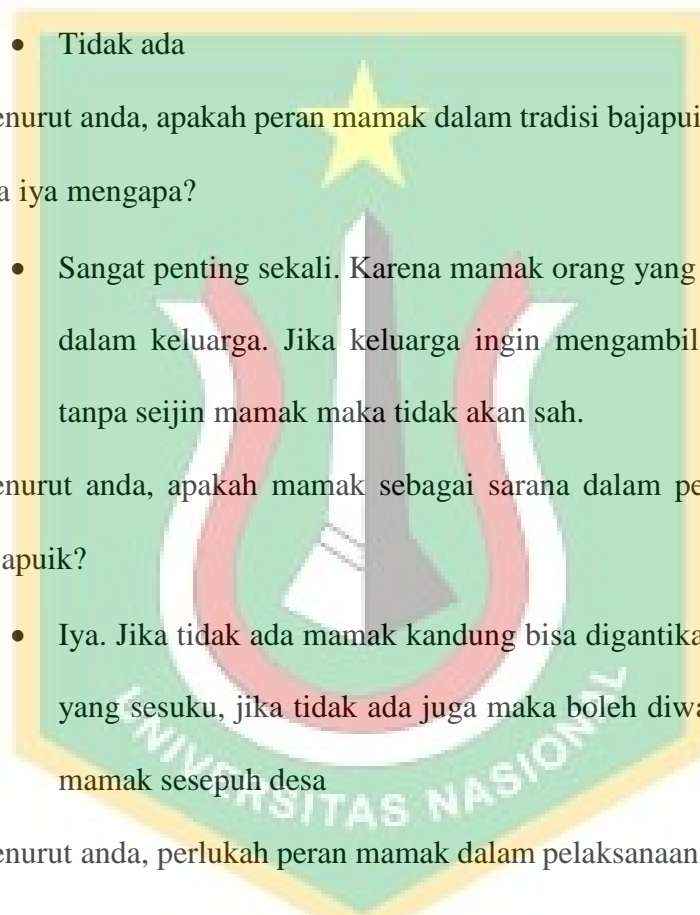 • Tidak ada
enurut anda, apakah peran mamak dalam tradisi bajapui
a iya mengapa?
• Sangat penting sekali. Karena mamak orang yang
dalam keluarga. Jika keluarga ingin mengambil
tanpa seijin mamak maka tidak akan sah.
enurut anda, apakah mamak sebagai sarana dalam pe
apuik?
• Iya. Jika tidak ada mamak kandung bisa digantika
yang sesuku, jika tidak ada juga maka boleh diwa
mamak sesepuh desa
enurut anda, perlukah peran mamak dalam pelaksanaan
UNIVERSITAS NASIONAL